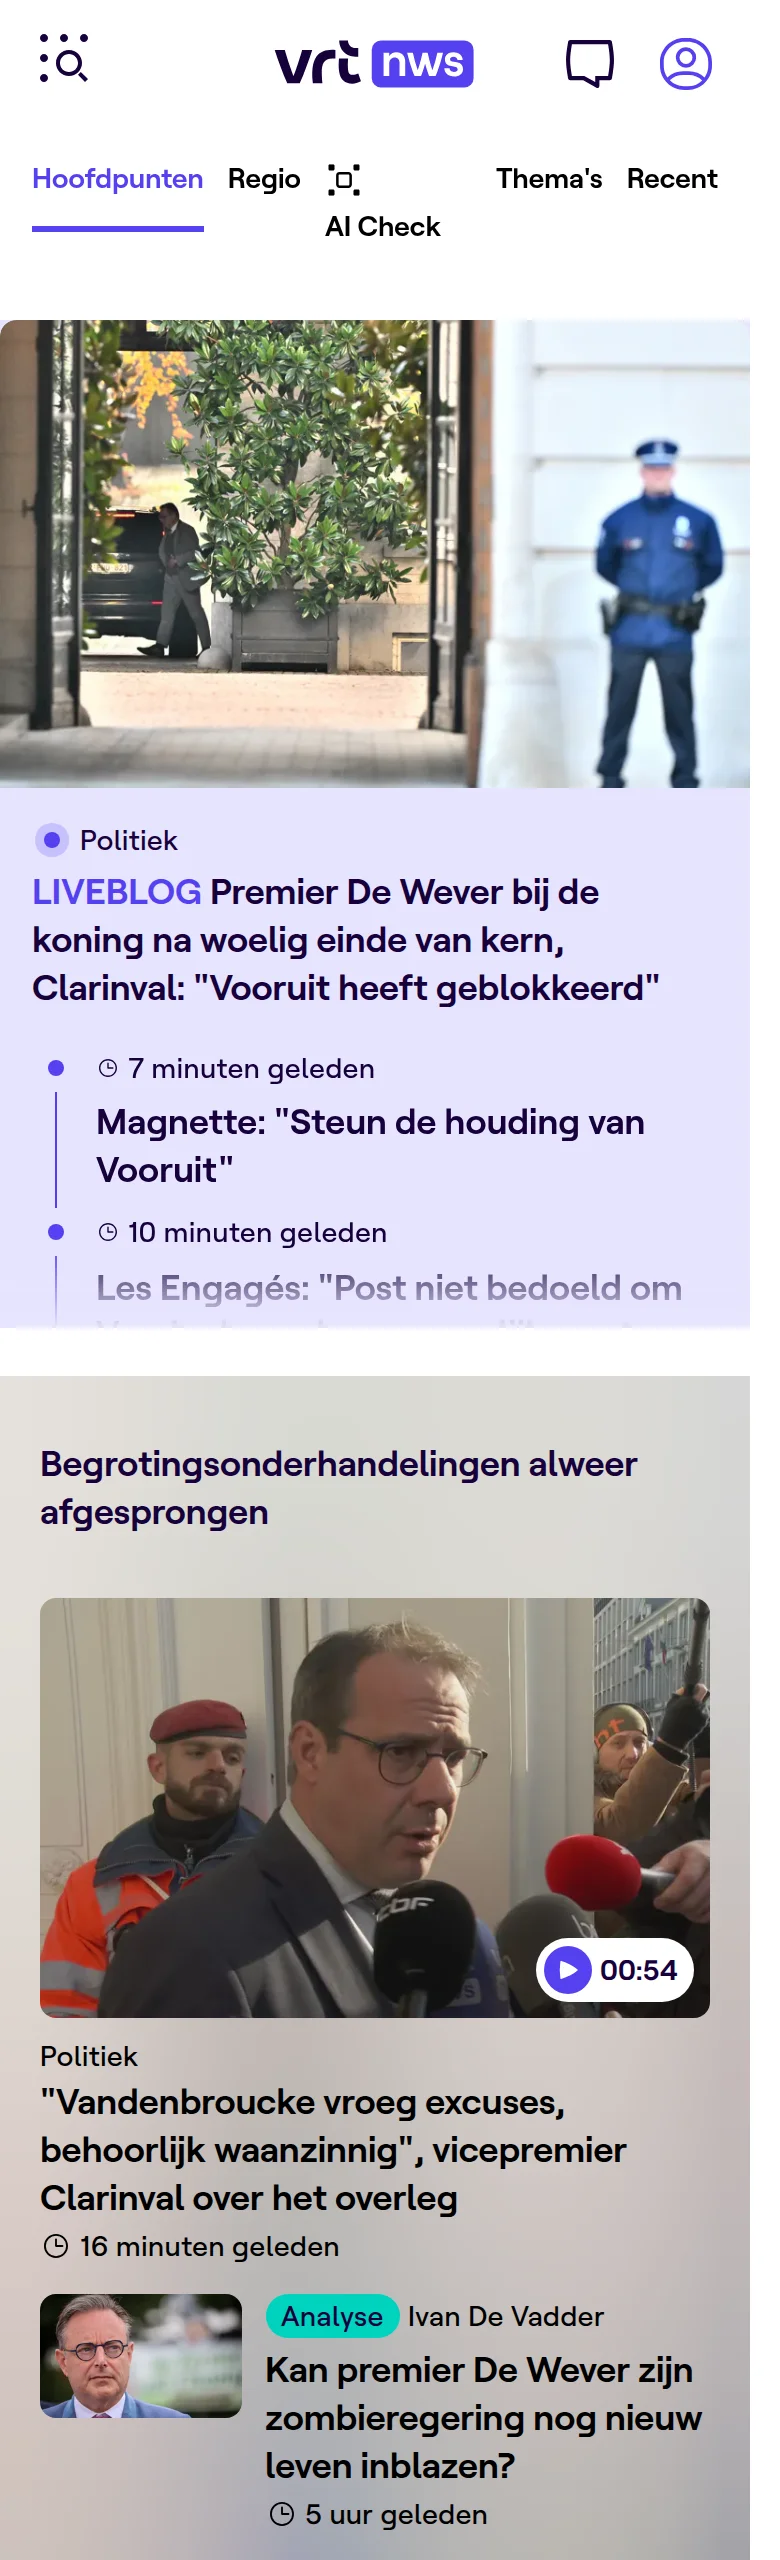 vrt nws
Hoofdpunten Regio AI Check Thema's Recent
Politiek
LIVEBLOG Premier De Wever bij de
koning na woelig einde van kern,
Clarinval: "Vooruit heeft geblokkeerd"
7 minuten geleden
Magnette: "Steun de houding van
Vooruit"
10 minuten geleden
Les Engagés: "Post niet bedoeld om
Begrotingsonderhandelingen alweer
afgesprongen
00:54
Politiek
"Vandenbroucke vroeg excuses,
behoorlijk waanzinnig", vicepremier
Clarinval over het overleg
16 minuten geleden
Analyse Ivan De Vadder
Kan premier De Wever zijn
zombieregering nog nieuw
leven inblazen?
5 uur geleden